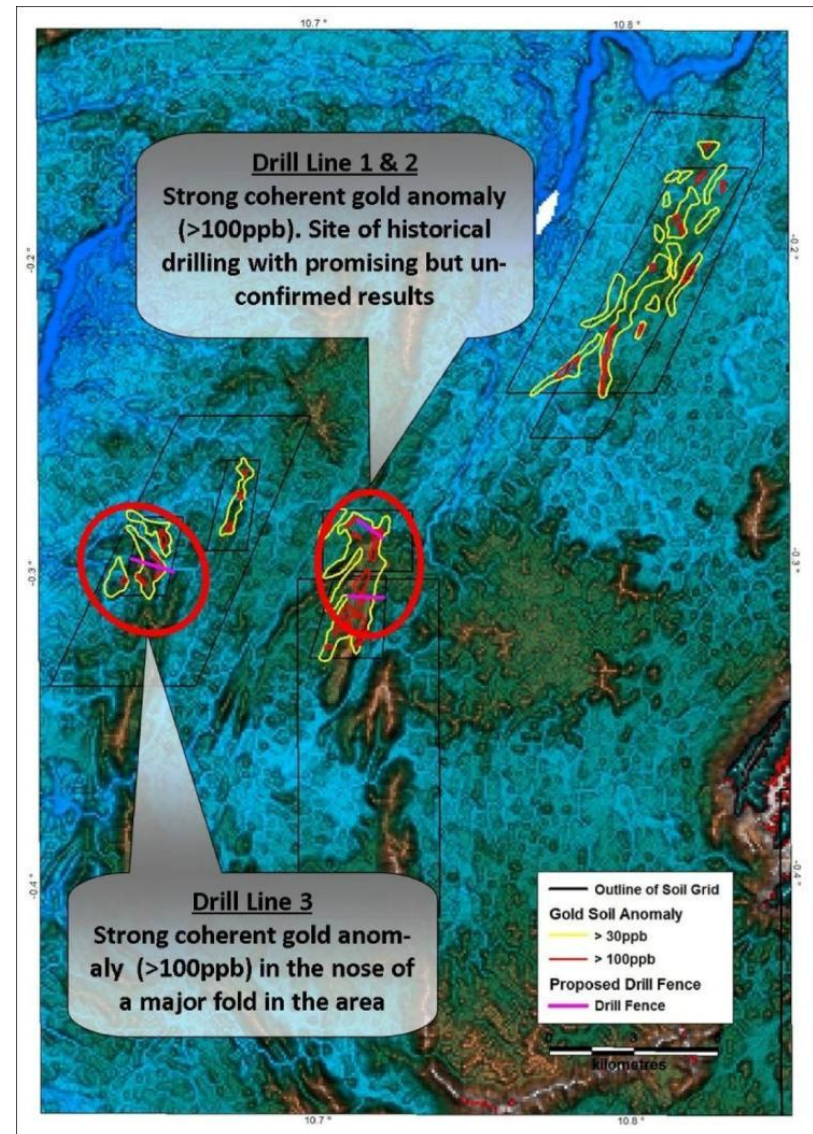 10.7 °
10.8 °
Drill Line 1 & 2
Strong coherent gold anomaly
(>100ppb). Site of historical
drilling with promising but un-
confirmed results
-0.2 °
-0.2 °
-0.3 °
-0.3 °
-0.4 °
-0.4 °
Drill Line 3
Strong coherent gold anom-
aly (>100ppb) in the nose of
a major fold in the area
Outline of Soil Grid
Gold Soil Anomaly
> 30ppb
> 100ppb
Proposed Drill Fence
Drill Fence
0 3 6
kilometres
10.7 °
10.8 °